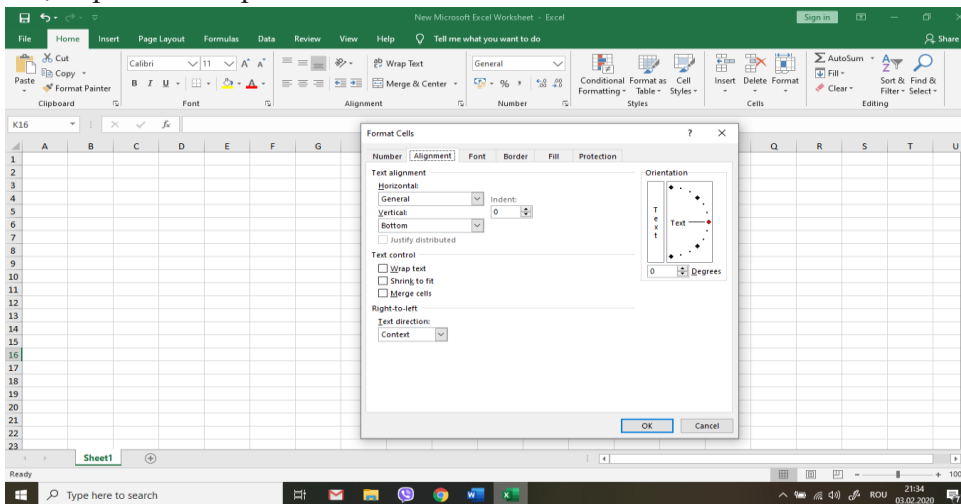 New Microsoft Excel Worksheet - Excel
Sign in
File Home Insert Page Layout Formulas Data Review View Help Tell me what you want to do Share
Paste
Cut
Copy
Format Painter
Clipboard
Calibri 11 A A
B I U A
Font
Wrap Text
Merge & Center
Alignment
General
% ,
Number
Conditional Formatting
Format as Table
Cell Styles
Styles
Insert Delete Format
Cells
AutoSum
Fill
Clear
Sort & Filter
Find & Select
Editing
K16 fx
A B C D E F G Q R S T U
1
2
3
4
5
6
7
8
9
10
11
12
13
14
15
16
17
18
19
20
21
22
23
Format Cells ? ×
Number Alignment Font Border Fill Protection
Text alignment
Horizontal:
General
Indent:
Vertical:
0
Bottom
Justify distributed
Text control
Wrap text
Shrink to fit
Merge cells
Right-to-left
Text direction:
Context
Orientation
Text
Text
0 Degrees
OK Cancel
Sheet1
Ready
100
Type here to search
ROU
21:34
03.02.2020